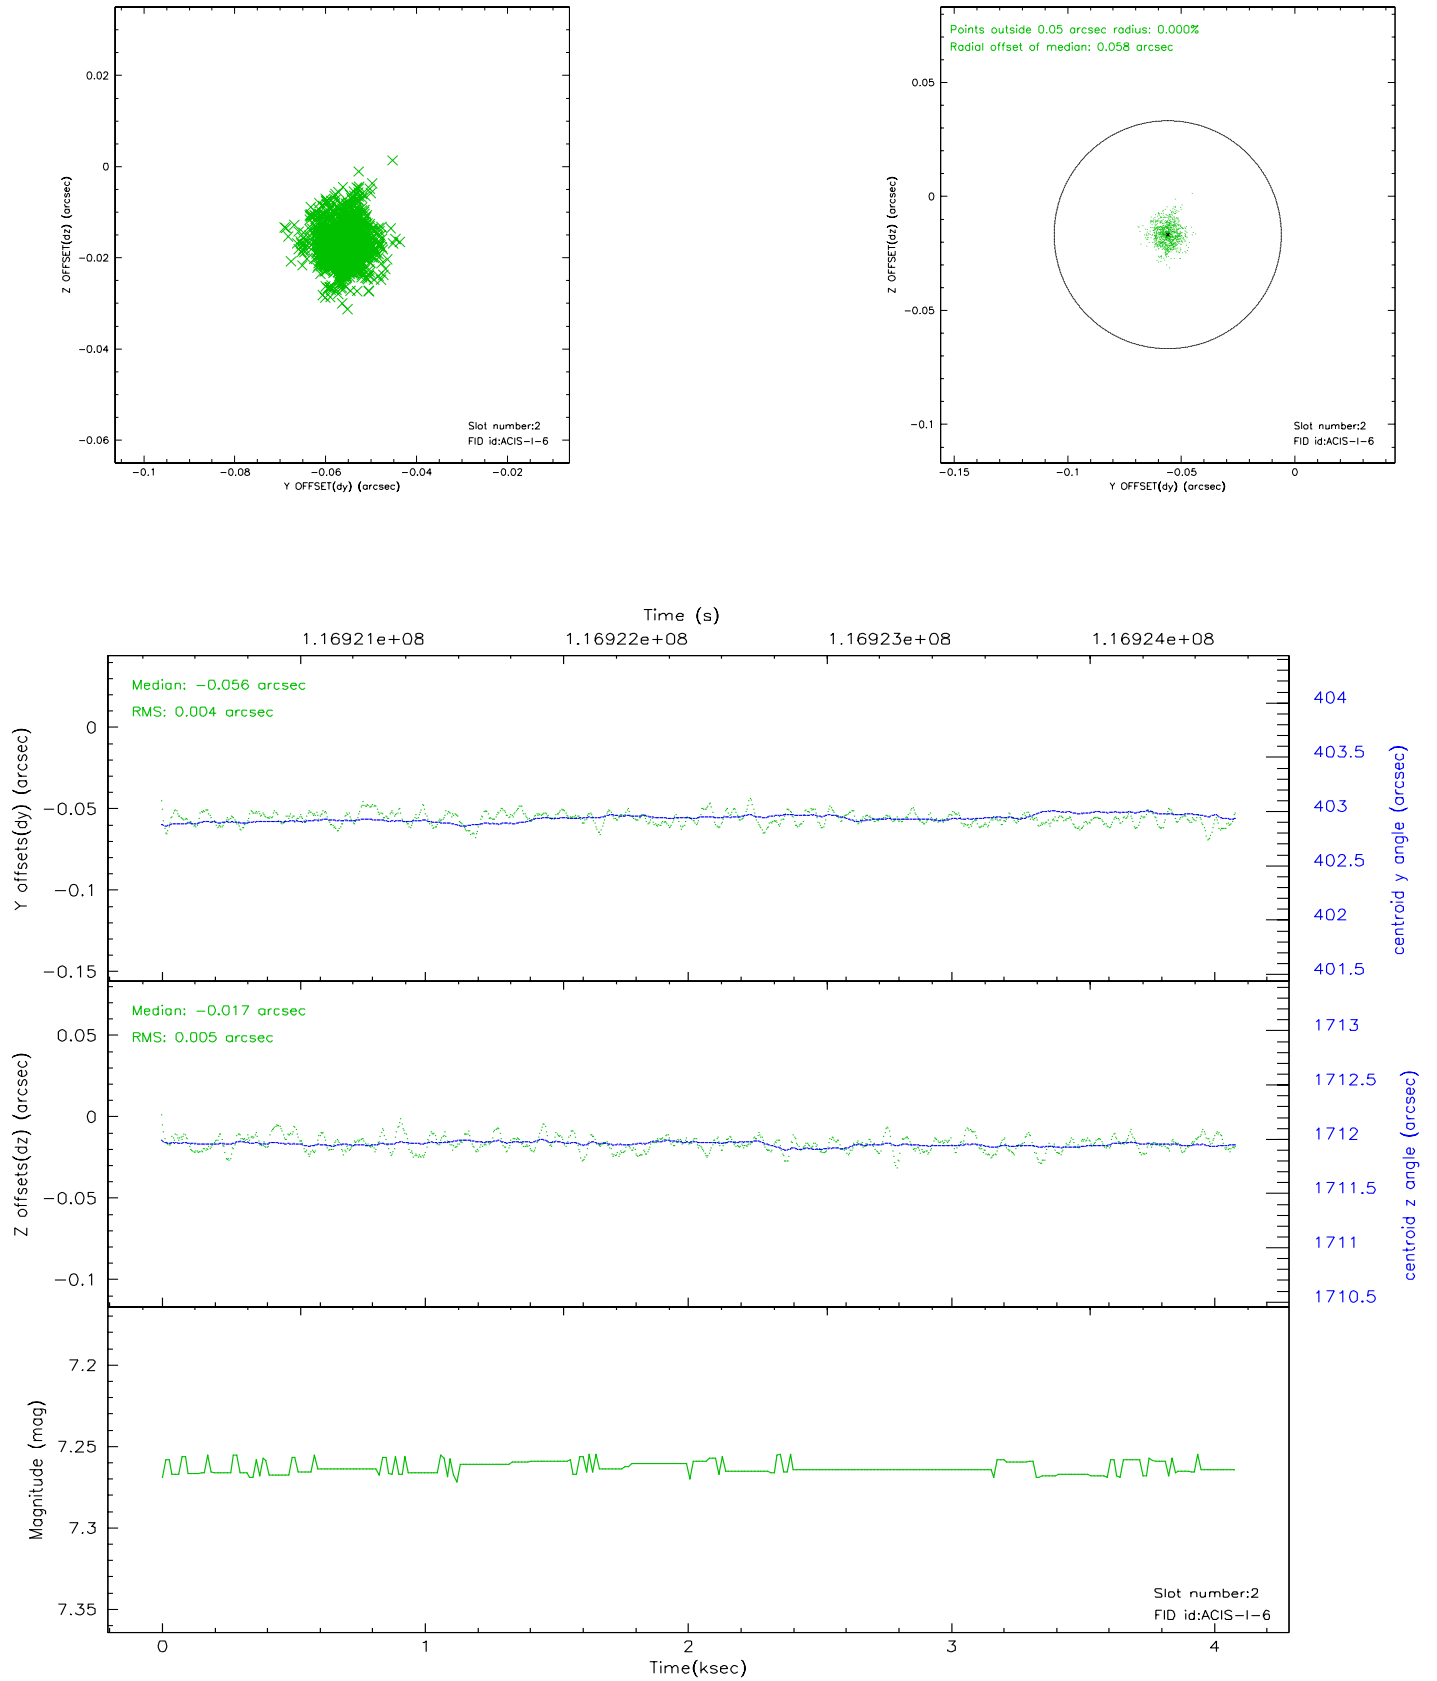 0.02
0
-0.02
-0.04
-0.06
Z OFFSET(dz) (arcsec)
Slot number:2
FID id:ACIS-I-6
-0.1
-0.08
-0.06
-0.04
-0.02
Y OFFSET(dy) (arcsec)
Points outside 0.05 arcsec radius: 0.000%
Radial offset of median: 0.058 arcsec
0.05
0
-0.05
-0.1
Z OFFSET(dz) (arcsec)
Slot number:2
FID id:ACIS-I-6
-0.15
-0.1
-0.05
0
Y OFFSET(dy) (arcsec)
Time (s)
1.16921e+08
1.16922e+08
1.16923e+08
1.16924e+08
Median: -0.056 arcsec
RMS: 0.004 arcsec
0
-0.05
-0.1
-0.15
Y offsets(dy) (arcsec)
404
403.5
403
402.5
402
401.5
centroid y angle (arcsec)
Median: -0.017 arcsec
RMS: 0.005 arcsec
0.05
0
-0.05
-0.1
Z offsets(dz) (arcsec)
1713
1712.5
1712
1711.5
1711
1710.5
centroid z angle (arcsec)
7.2
7.25
7.3
7.35
Magnitude (mag)
Slot number:2
FID id:ACIS-I-6
0
1
2
3
4
Time(ksec)